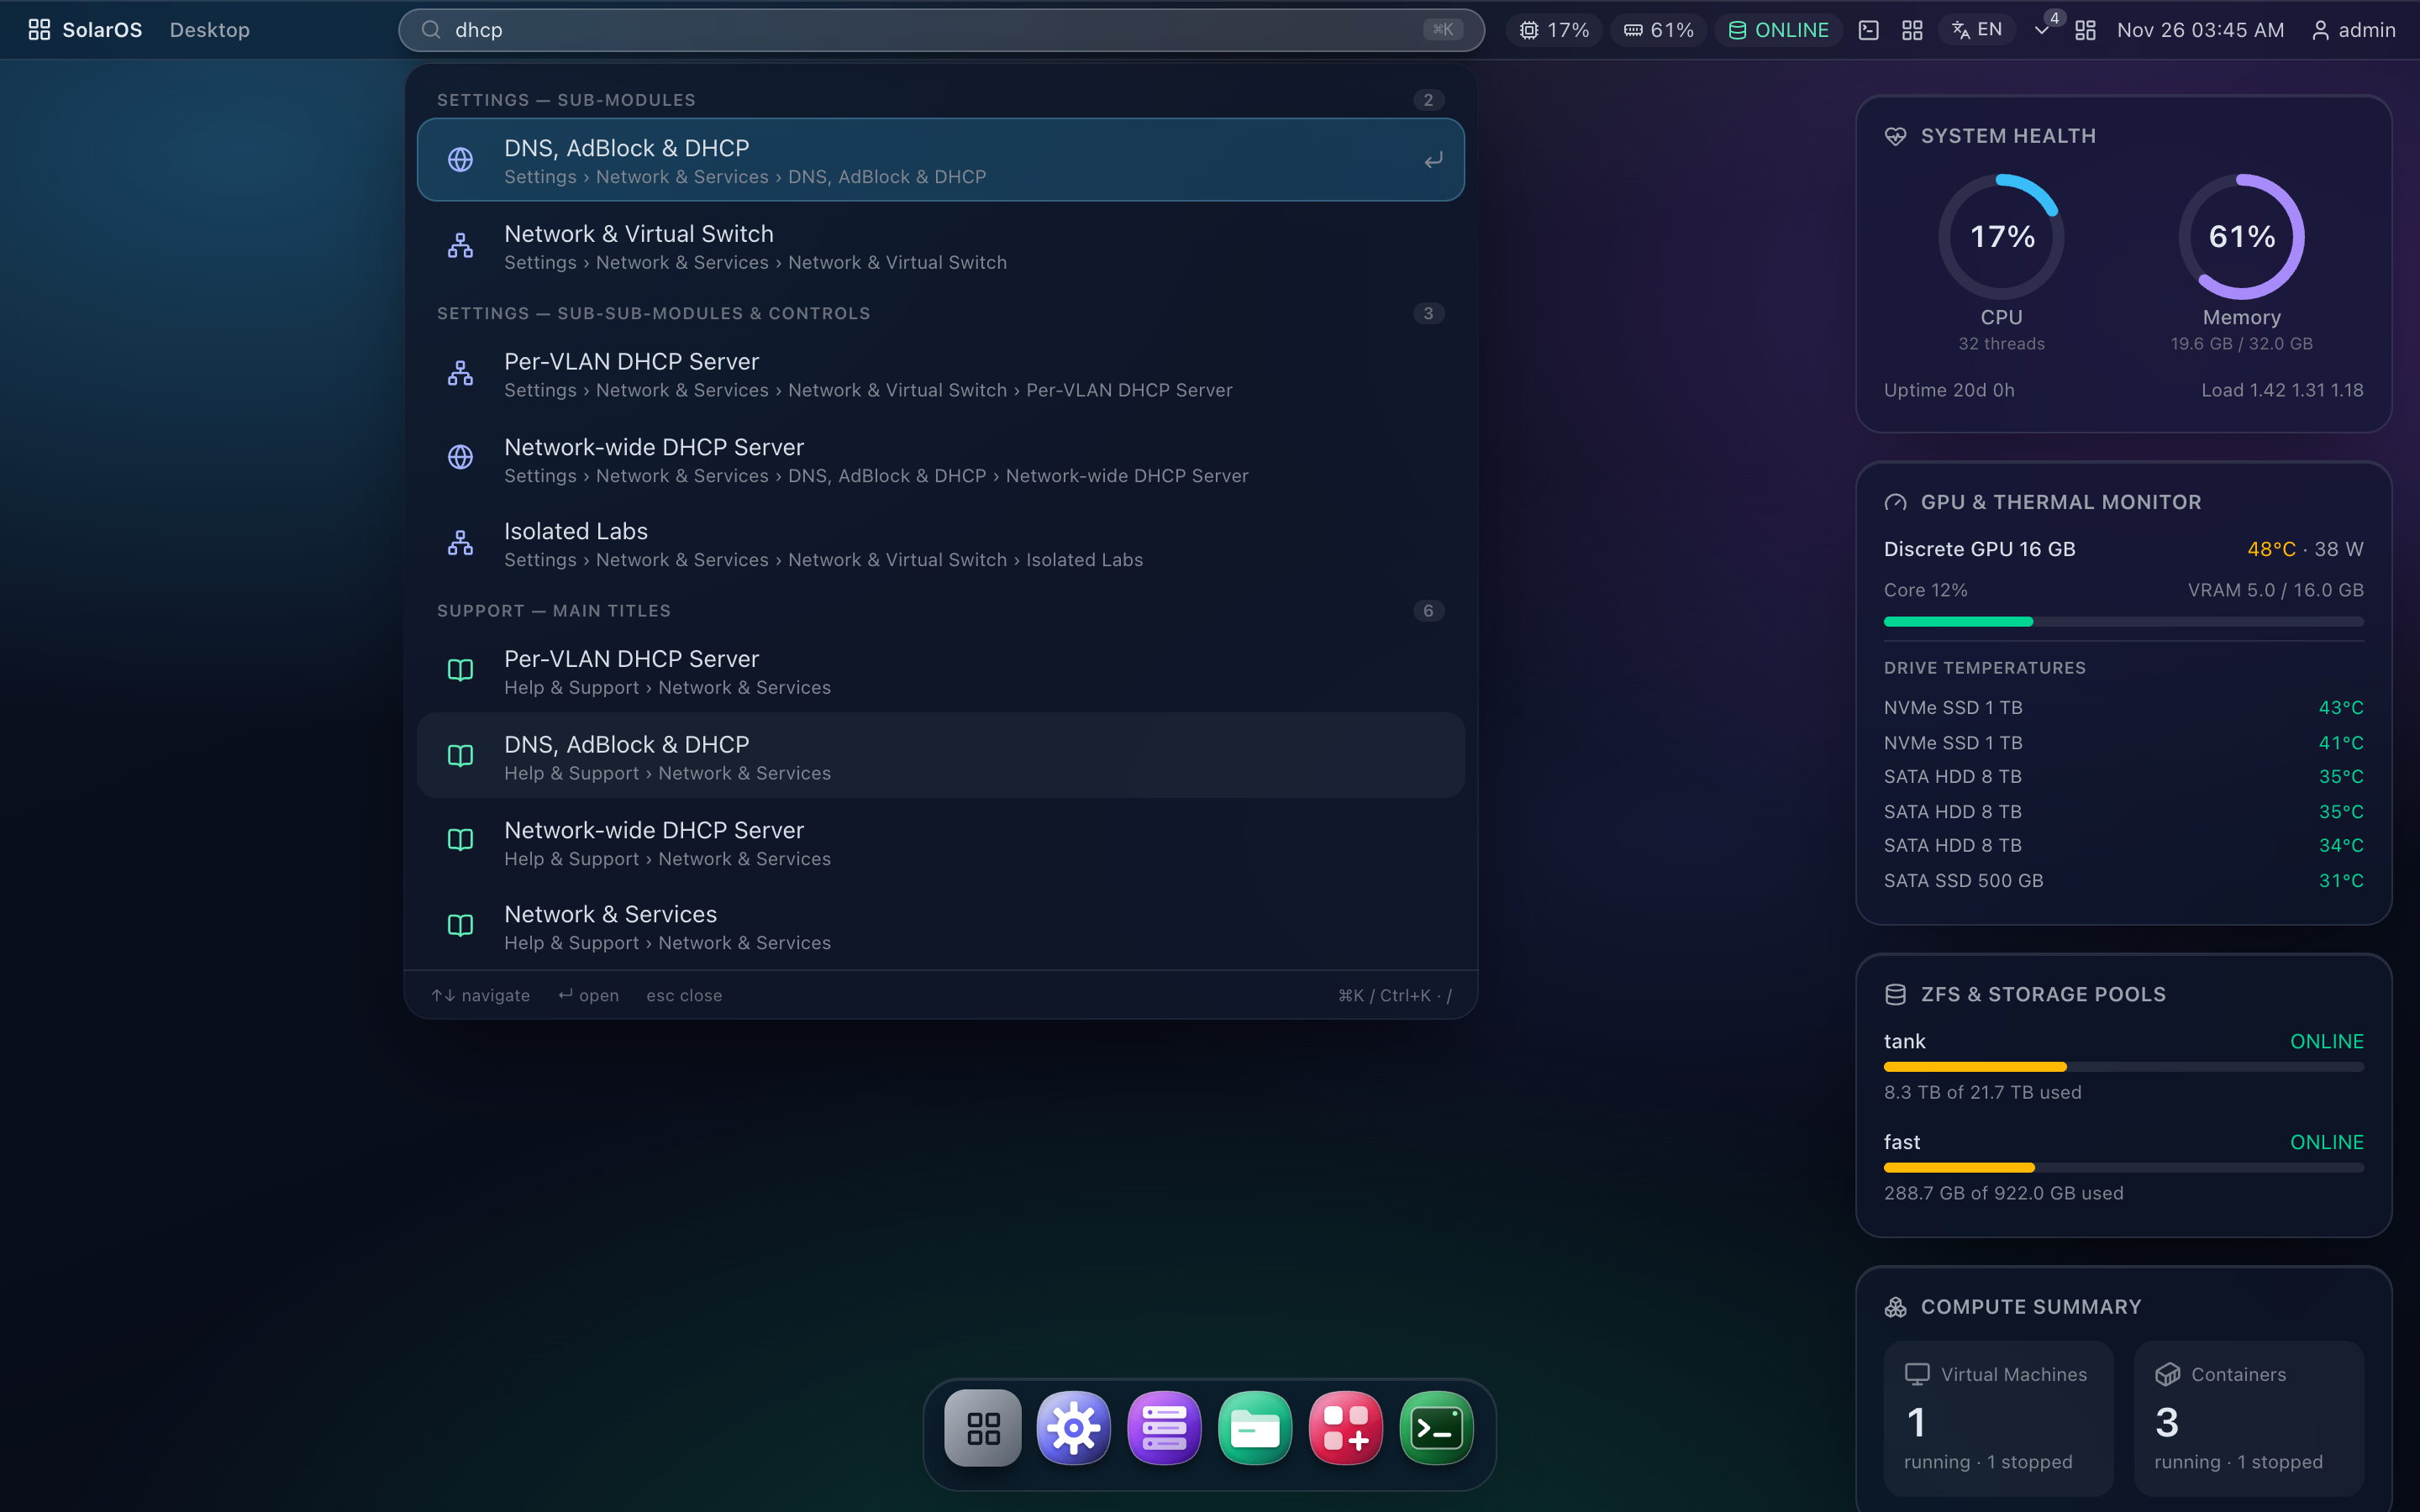 SolarOS
Desktop
dhcp
⌘K
17%
61%
ONLINE
EN
4
Nov 26 03:45 AM
admin
SETTINGS — SUB-MODULES
2
DNS, AdBlock & DHCP
Settings › Network & Services › DNS, AdBlock & DHCP
Network & Virtual Switch
Settings › Network & Services › Network & Virtual Switch
SETTINGS — SUB-SUB-MODULES & CONTROLS
3
Per-VLAN DHCP Server
Settings › Network & Services › Network & Virtual Switch › Per-VLAN DHCP Server
Network-wide DHCP Server
Settings › Network & Services › DNS, AdBlock & DHCP › Network-wide DHCP Server
Isolated Labs
Settings › Network & Services › Network & Virtual Switch › Isolated Labs
SUPPORT — MAIN TITLES
6
Per-VLAN DHCP Server
Help & Support › Network & Services
DNS, AdBlock & DHCP
Help & Support › Network & Services
Network-wide DHCP Server
Help & Support › Network & Services
Network & Services
Help & Support › Network & Services
↑↓ navigate
↵ open
esc close
⌘K / Ctrl+K · /
SYSTEM HEALTH
17%
61%
CPU
Memory
32 threads
19.6 GB / 32.0 GB
Uptime 20d 0h
Load 1.42 1.31 1.18
GPU & THERMAL MONITOR
Discrete GPU 16 GB
48°C · 38 W
Core 12%
VRAM 5.0 / 16.0 GB
DRIVE TEMPERATURES
NVMe SSD 1 TB
43°C
NVMe SSD 1 TB
41°C
SATA HDD 8 TB
35°C
SATA HDD 8 TB
35°C
SATA HDD 8 TB
34°C
SATA SSD 500 GB
31°C
ZFS & STORAGE POOLS
tank
ONLINE
8.3 TB of 21.7 TB used
fast
ONLINE
288.7 GB of 922.0 GB used
COMPUTE SUMMARY
Virtual Machines
1
running · 1 stopped
Containers
3
running · 1 stopped